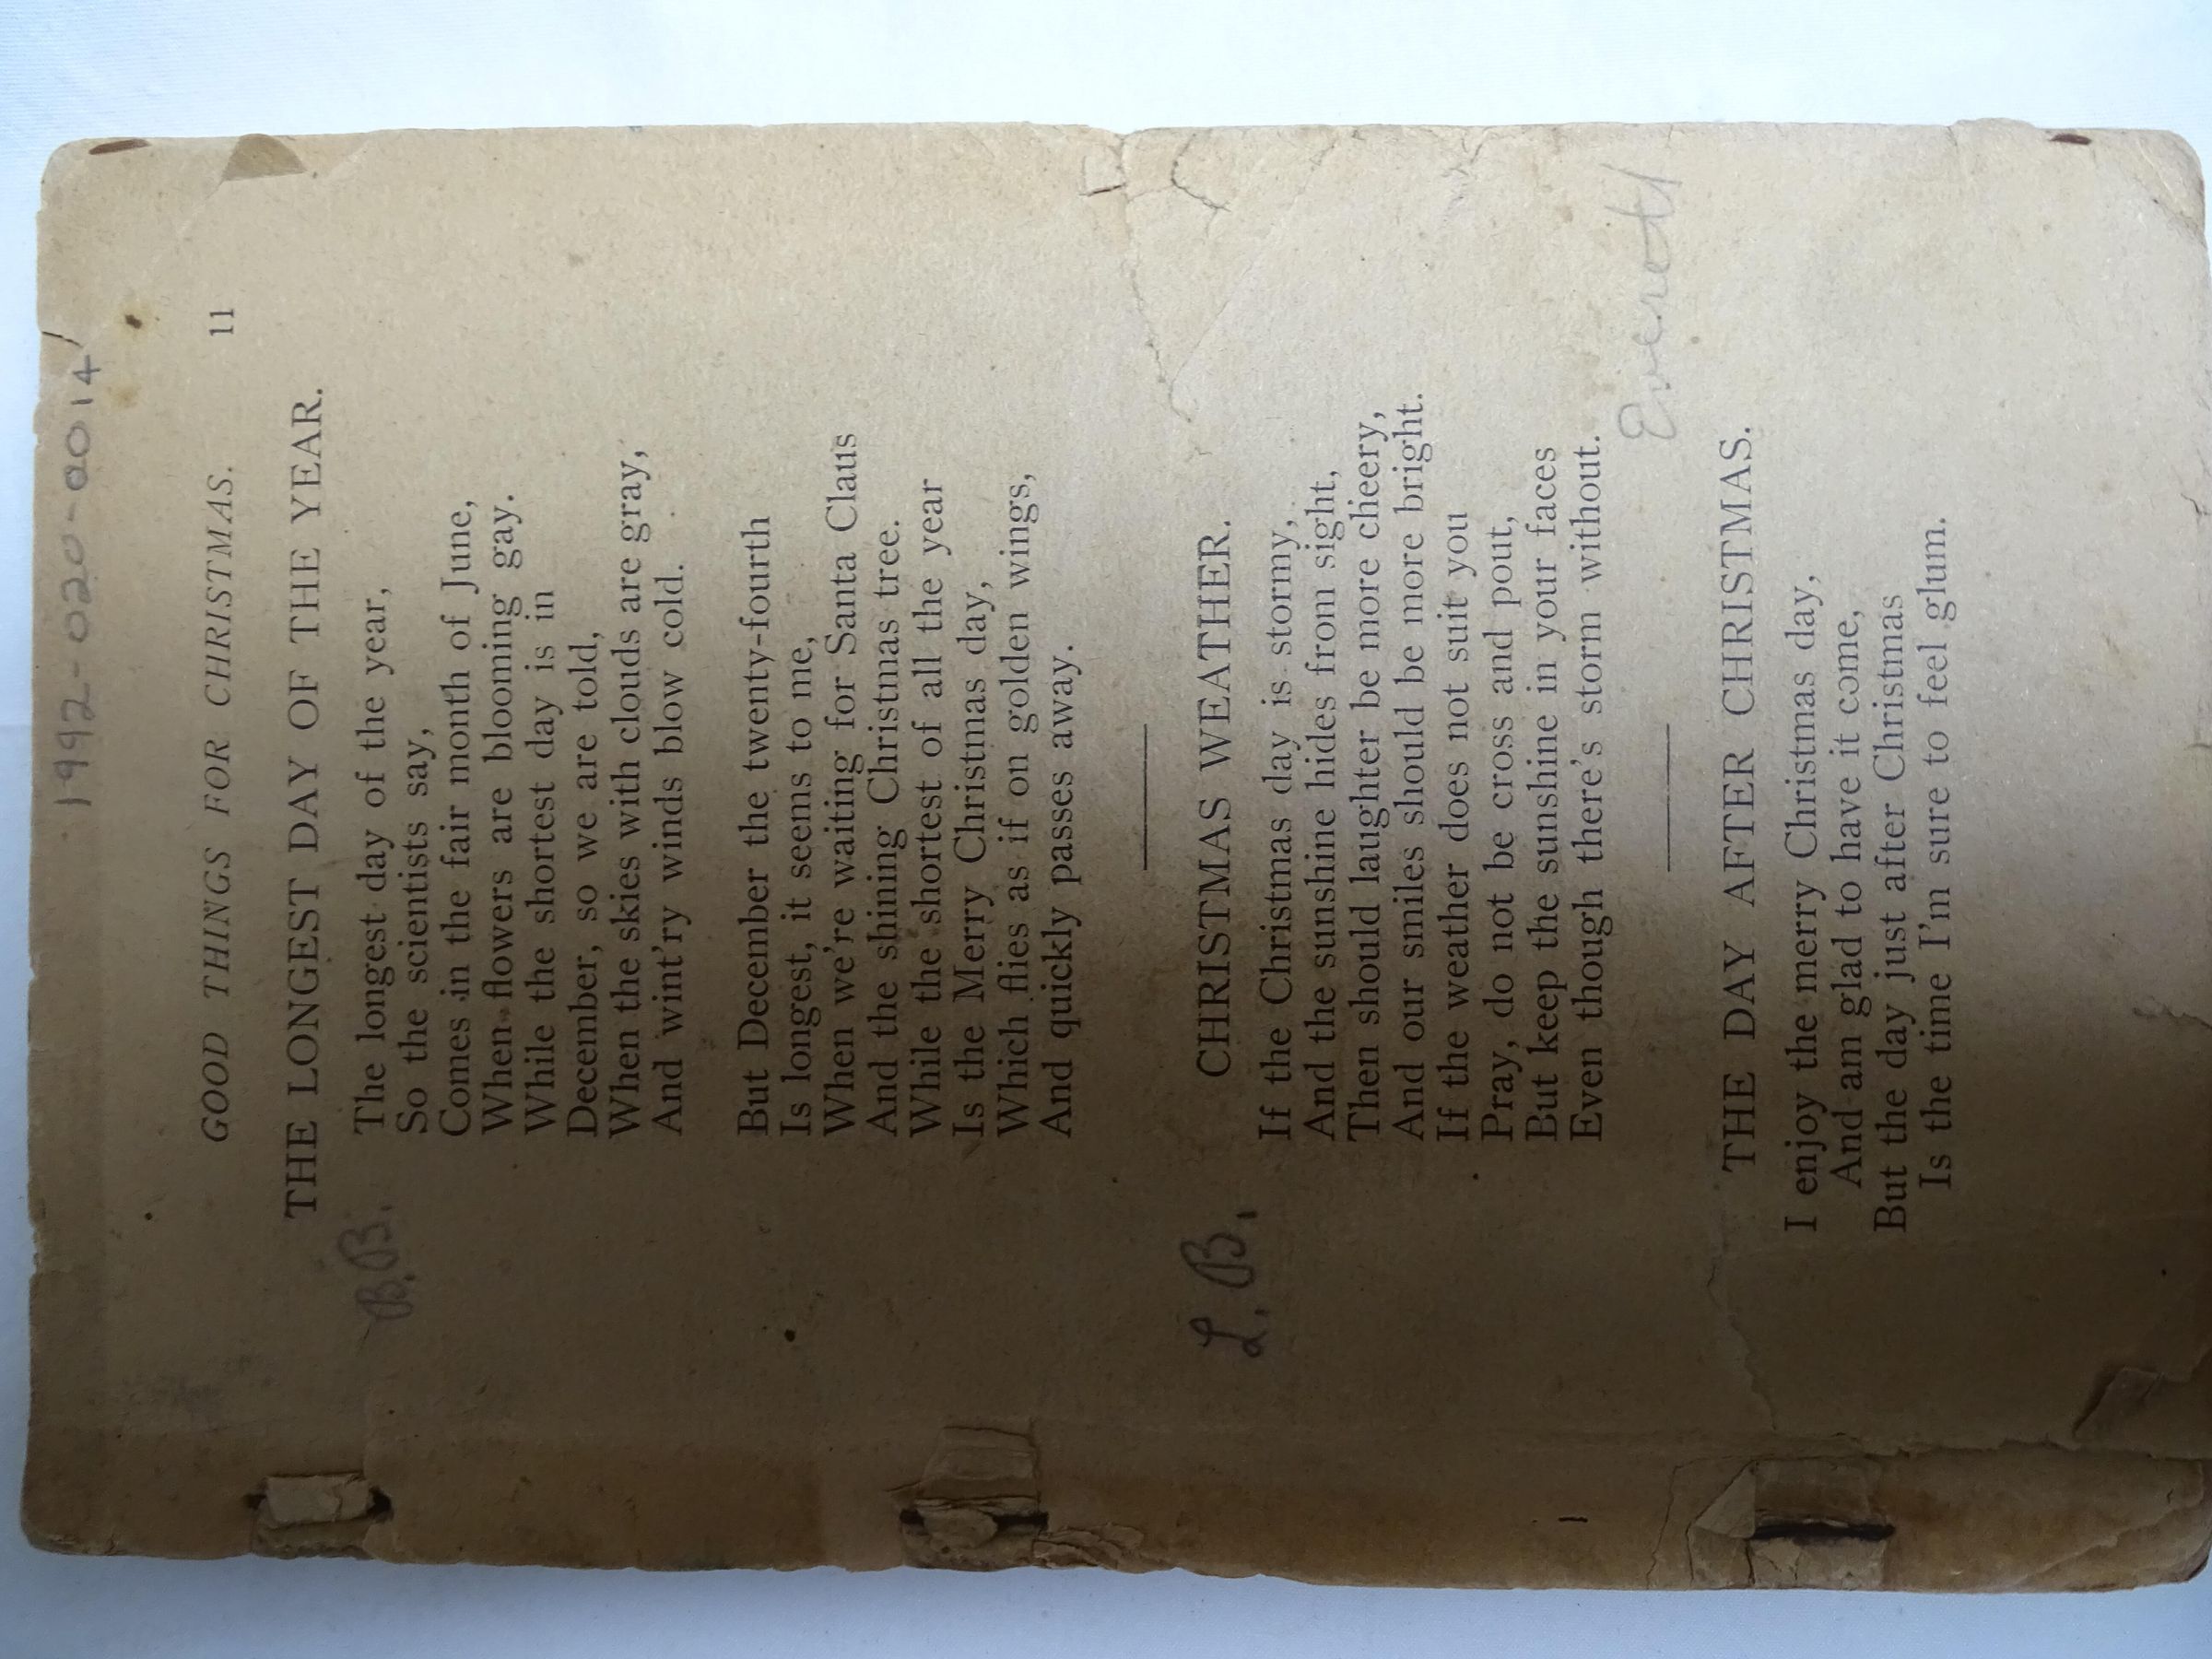 1992-020-0014
GOOD THINGS FOR CHRISTMAS. 11
THE LONGEST DAY OF THE YEAR.
B.B.
The longest day of the year,
So the scientists say,
Comes in the fair month of June,
When flowers are blooming gay.
While the shortest day is in
December, so we are told,
When the skies with clouds are gray,
And wint'ry winds blow cold.
But December the twenty-fourth
Is longest, it seems to me,
When we're waiting for Santa Claus
And the shining Christmas tree.
While the shortest of all the year
Is the Merry Christmas day,
Which flies as if on golden wings,
And quickly passes away.
L. B.
CHRISTMAS WEATHER.
If the Christmas day is stormy,
And the sunshine hides from sight,
Then should laughter be more cheery,
And our smiles should be more bright.
If the weather does not suit you
Pray, do not be cross and pout,
But keep the sunshine in your faces
Even though there's storm without.
Everett
THE DAY AFTER CHRISTMAS.
I enjoy the merry Christmas day,
And am glad to have it come,
But the day just after Christmas
Is the time I'm sure to feel glum.